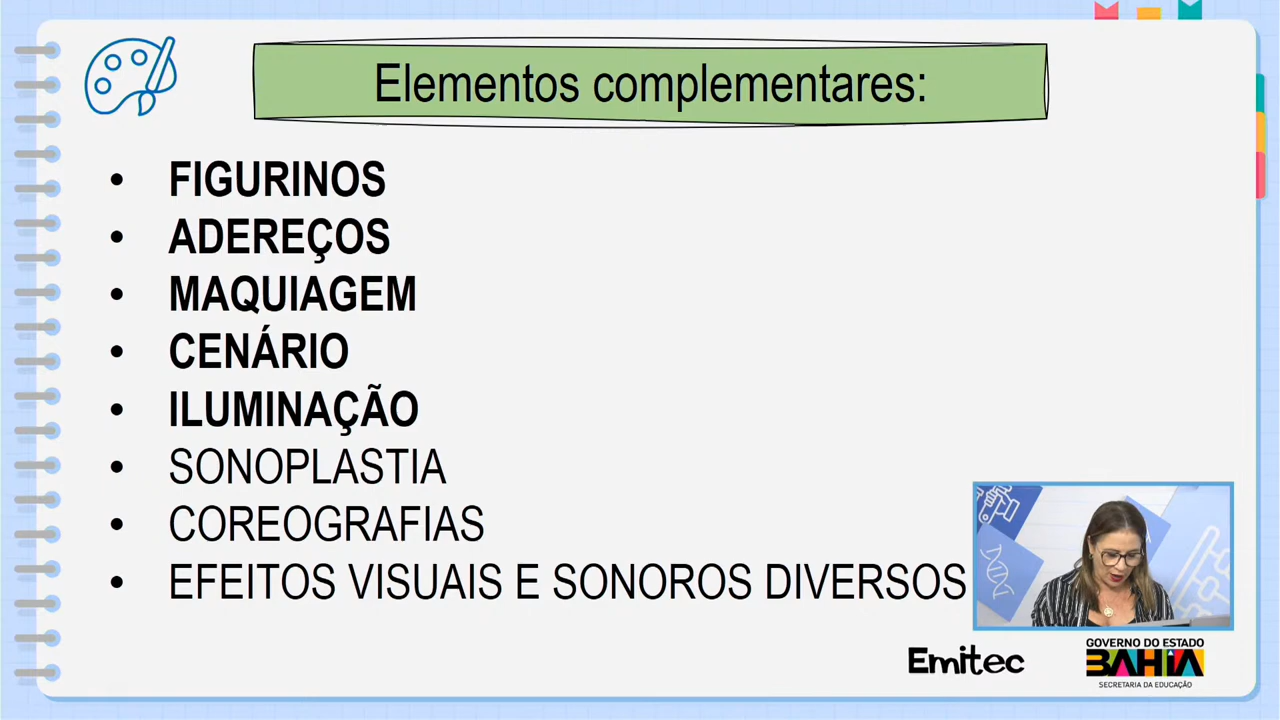 Elementos complementares:
• FIGURINOS
• ADEREÇOS
• MAQUIAGEM
• CENÁRIO
• ILUMINAÇÃO
• SONOPLASTIA
• COREOGRAFIAS
• EFEITOS VISUAIS E SONOROS DIVERSOS
Emitec
GOVERNO DO ESTADO
BAHIA
SECRETARIA DA EDUCAÇÃO